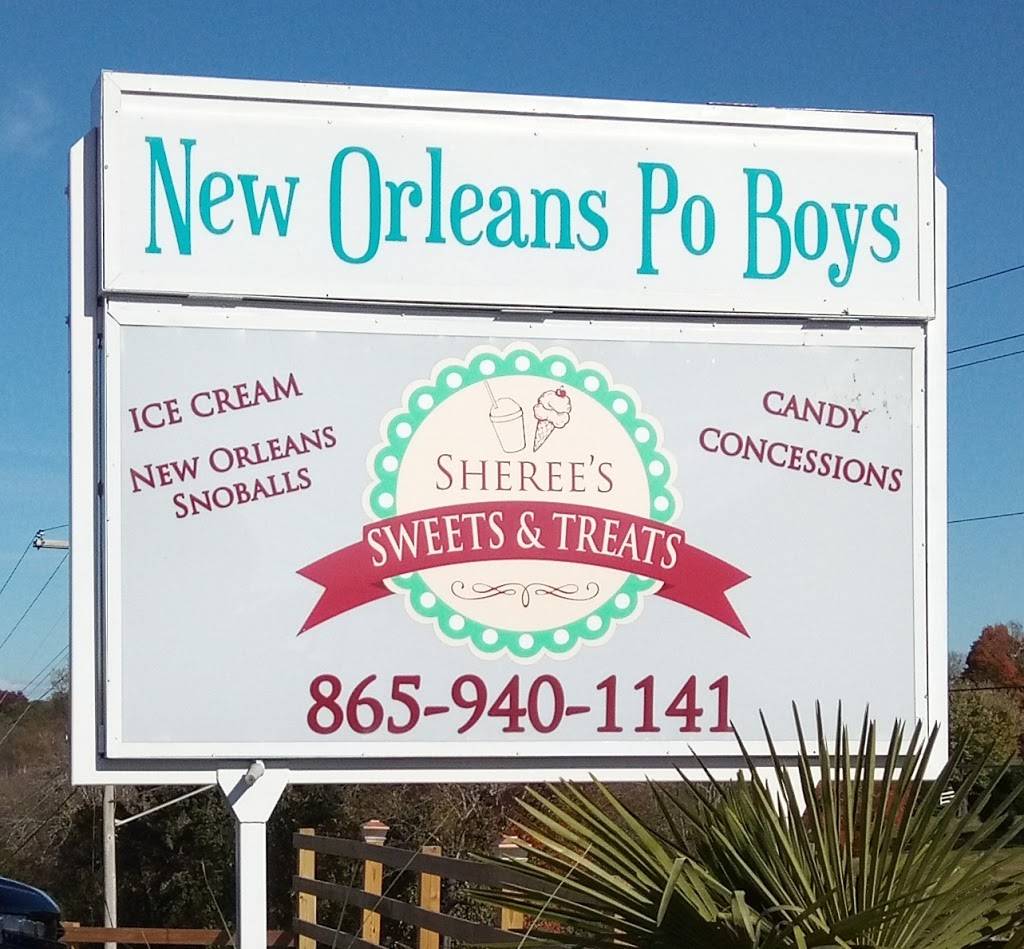 New Orleans Po Boys
ICE CREAM
NEW ORLEANS
SNOBALLS
SHEREE'S
SWEETS & TREATS
CANDY
CONCESSIONS
865-940-1141